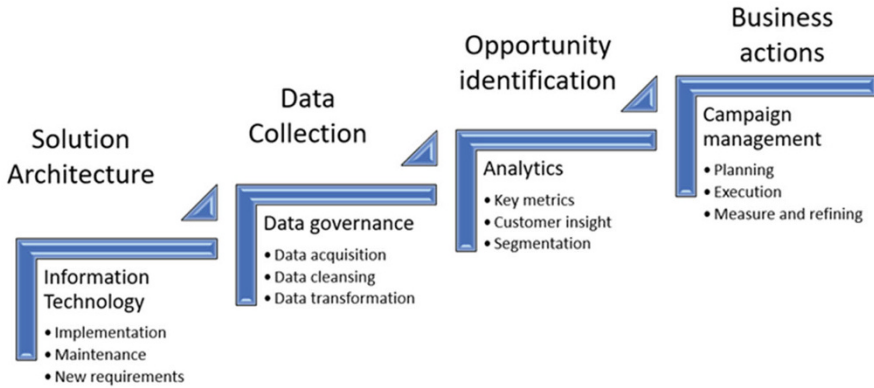 Solution
Architecture
Information
Technology
• Implementation
• Maintenance
• New requirements
Data
Collection
Data governance
• Data acquisition
• Data cleansing
• Data transformation
Opportunity
identification
Analytics
• Key metrics
• Customer insight
• Segmentation
Business
actions
Campaign
management
• Planning
• Execution
• Measure and refining